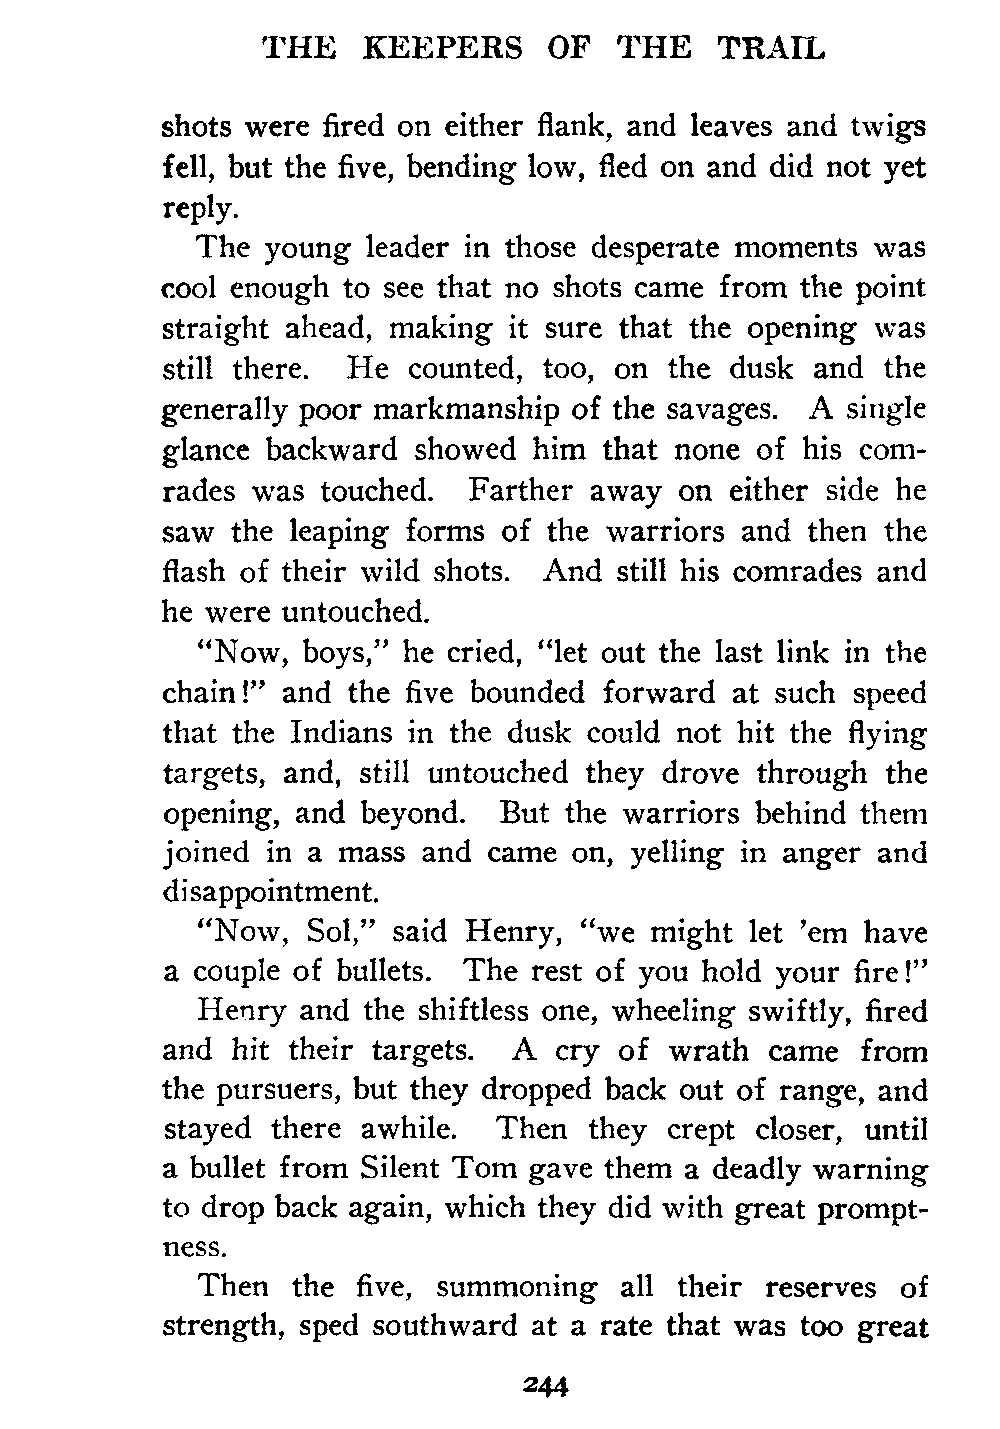 THE KEEPERS OF THE TRAIL
shots were fired on either flank, and leaves and twigs
fell, but the five, bending low, fled on and did not yet
reply.
The young leader in those desperate moments was
cool enough to see that no shots came from the point
straight ahead, making it sure that the opening was
still there. He counted, too, on the dusk and the
generally poor markmanship of the savages. A single
glance backward showed him that none of his com-
rades was touched. Farther away on either side he
saw the leaping forms of the warriors and then the
flash of their wild shots. And still his comrades and
he were untouched.
“Now, boys,” he cried, “let out the last link in the
chain!” and the five bounded forward at such speed
that the Indians in the dusk could not hit the flying
targets, and, still untouched they drove through the
opening, and beyond. But the warriors behind them
joined in a mass and came on, yelling in anger and
disappointment.
“Now, Sol,” said Henry, “we might let ’em have
a couple of bullets. The rest of you hold your fire!”
Henry and the shiftless one, wheeling swiftly, fired
and hit their targets. A cry of wrath came from
the pursuers, but they dropped back out of range, and
stayed there awhile. Then they crept closer, until
a bullet from Silent Tom gave them a deadly warning
to drop back again, which they did with great prompt-
ness.
Then the five, summoning all their reserves of
strength, sped southward at a rate that was too great
244